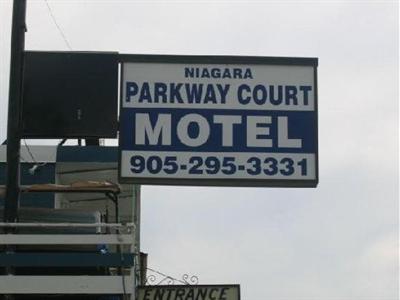 NIAGARA
PARKWAY COURT
MOTEL
905-295-3331
ENTRANCE